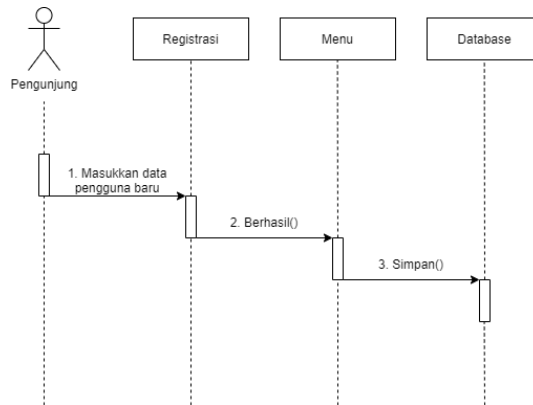 Registrasi
Menu
Database
Pengunjung
1. Masukkan data
pengguna baru
2. Berhasil()
3. Simpan()